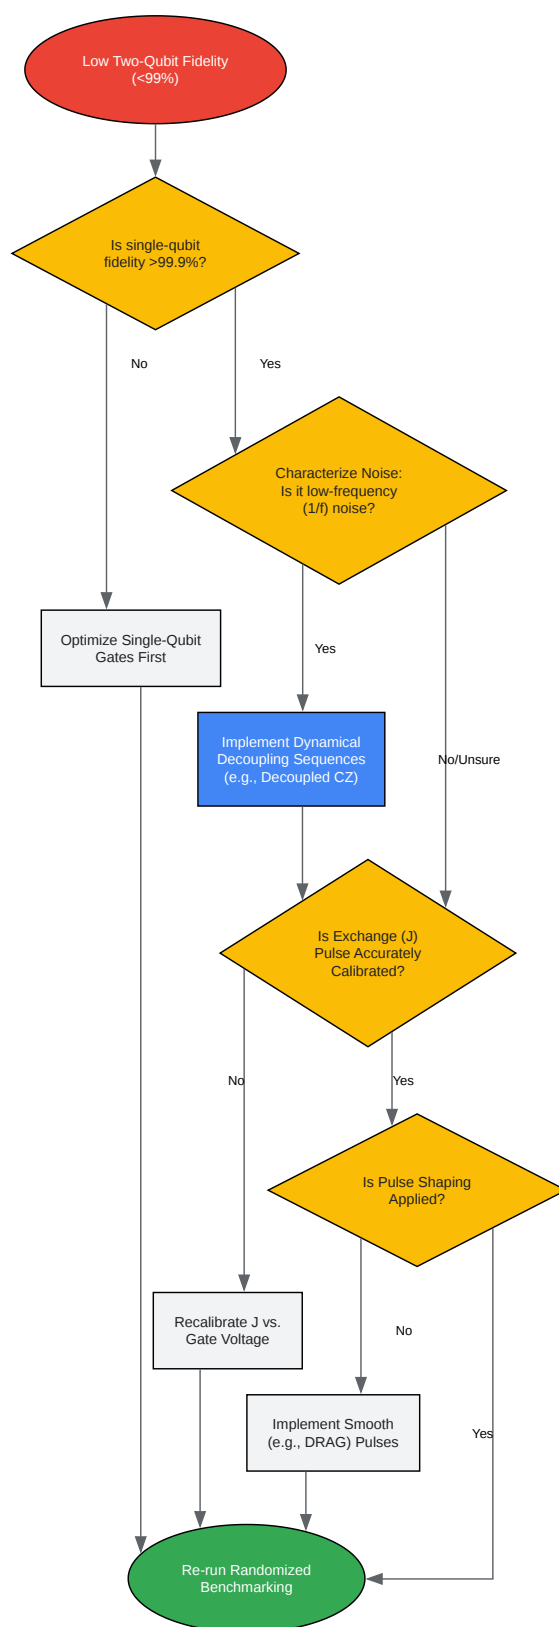 Low Two-Qubit Fidelity
(<99%)
Is single-qubit
fidelity >99.9%?
No
Yes
Characterize Noise:
Is it low-frequency
(1/f) noise?
Optimize Single-Qubit
Gates First
Yes
Implement Dynamical
Decoupling Sequences
(e.g., Decoupled CZ)
No/Unsure
Is Exchange (J)
Pulse Accurately
Calibrated?
No
Yes
Is Pulse Shaping
Applied?
Recalibrate J vs.
Gate Voltage
No
Implement Smooth
(e.g., DRAG) Pulses
Yes
Re-run Randomized
Benchmarking